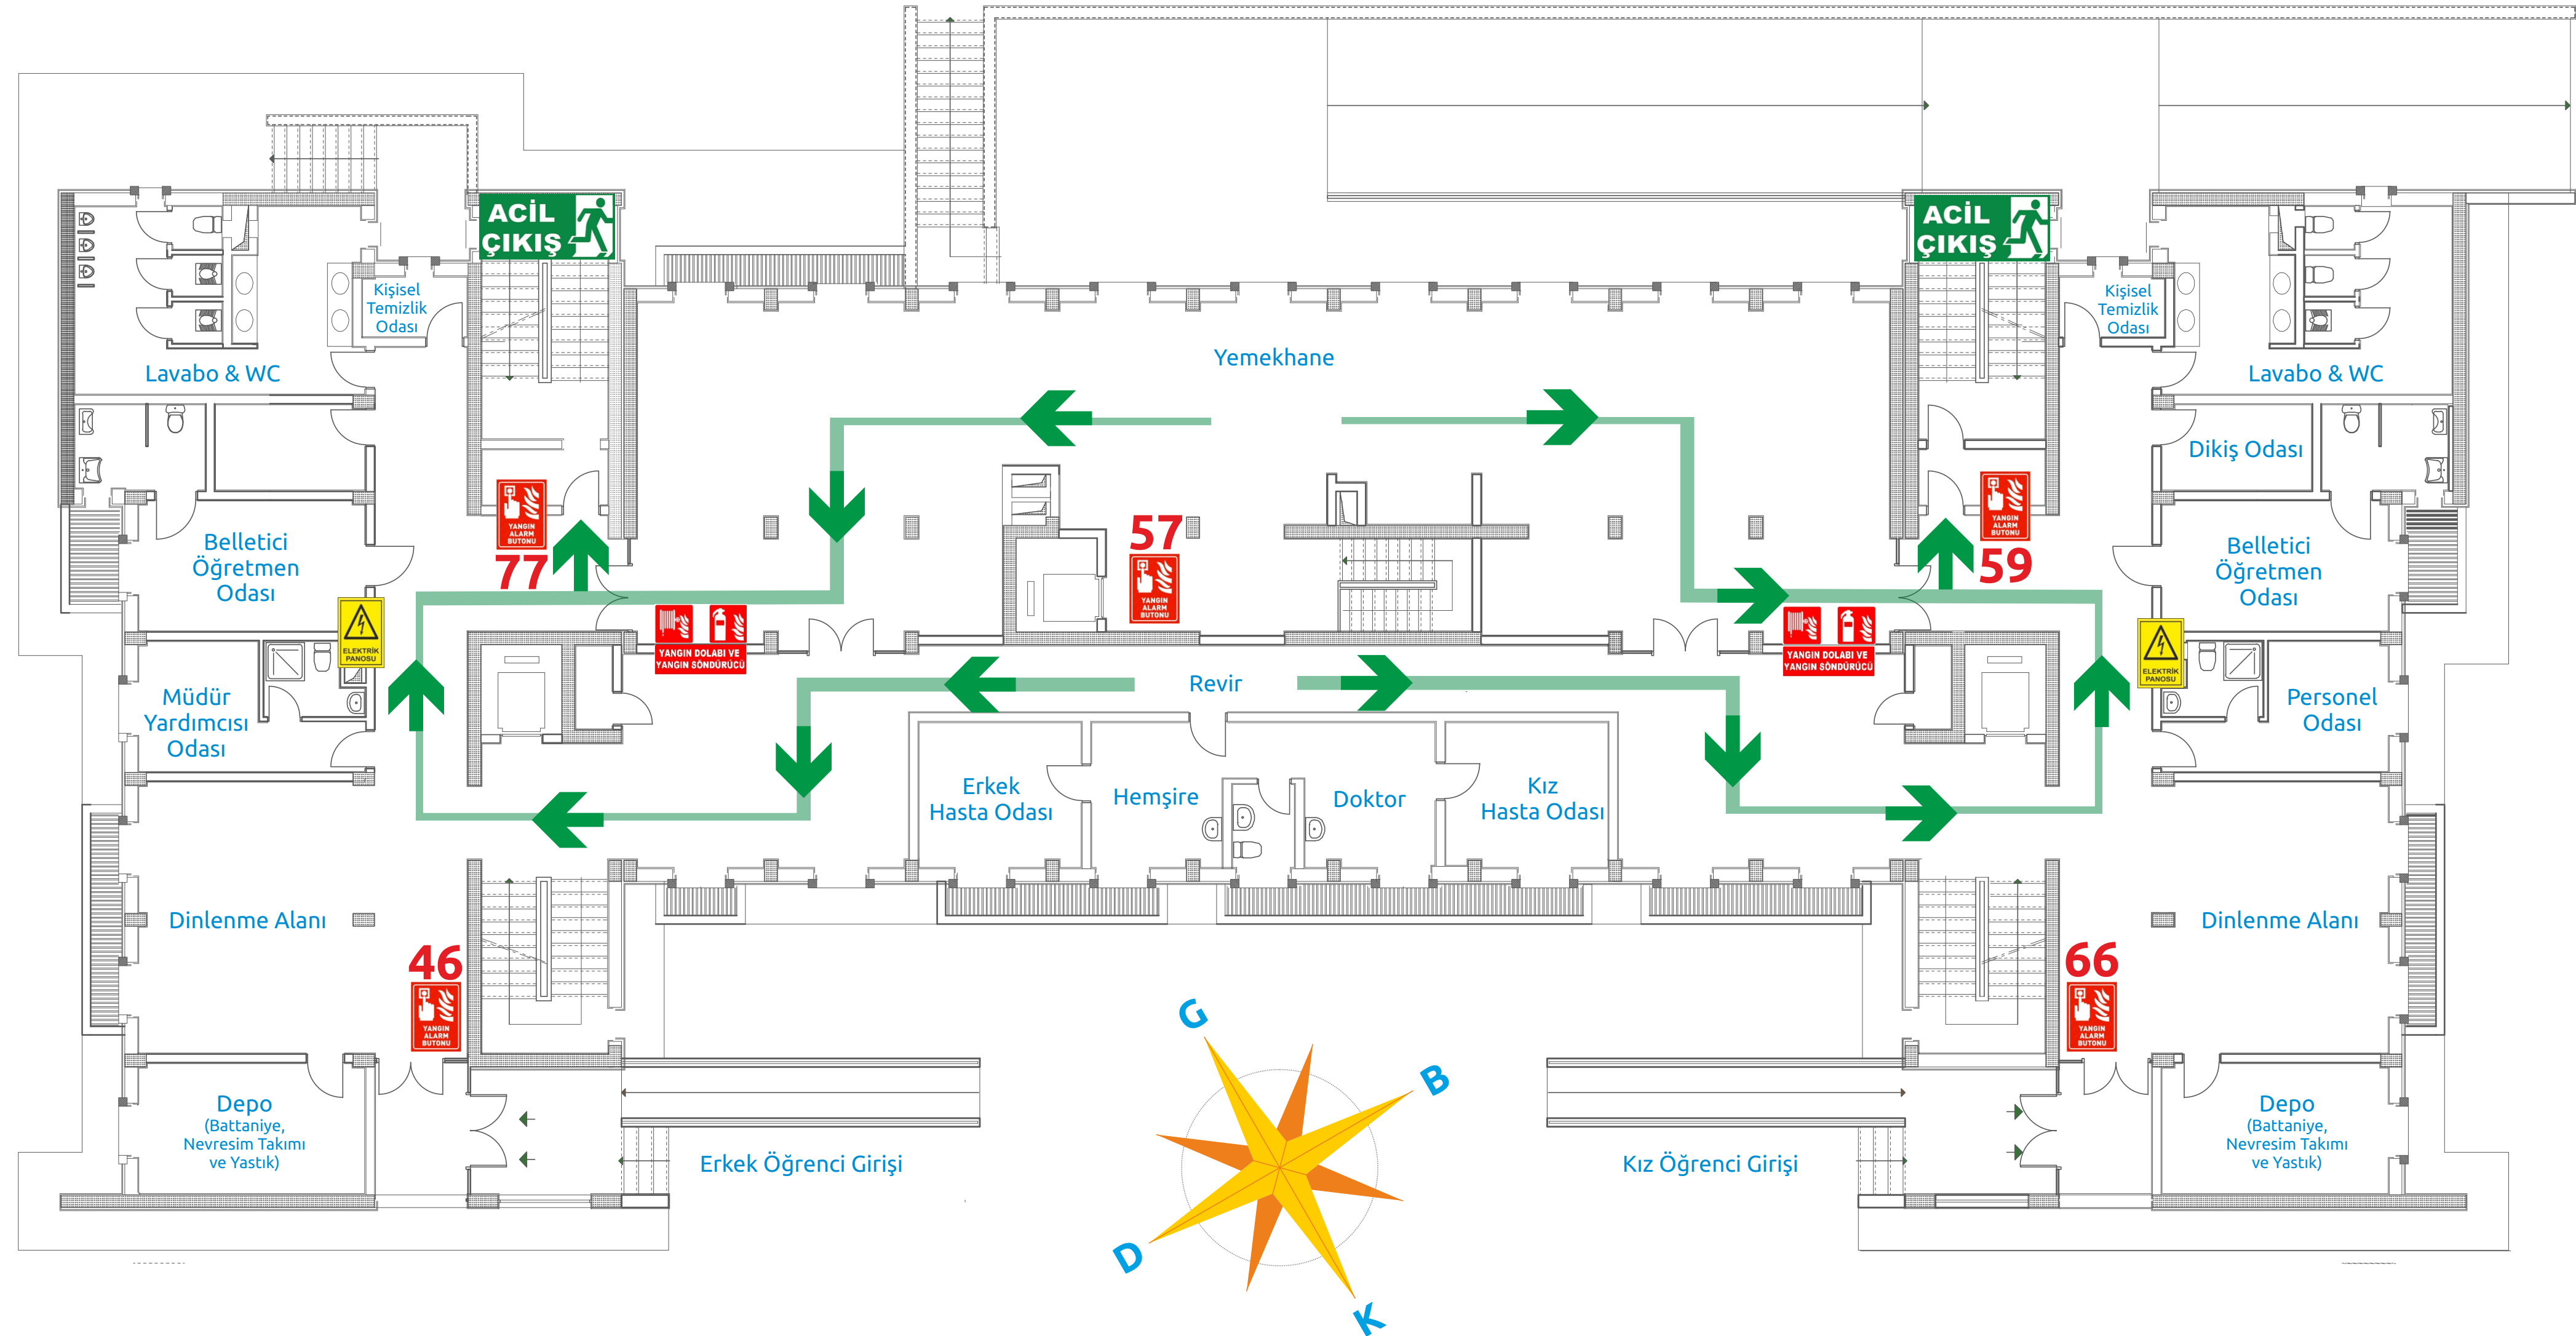 ACİL
ÇIKIŞ
ACİL
ÇIKIŞ
Kişisel
Temizlik
Odası
Kişisel
Temizlik
Odası
Lavabo & WC
Yemekhane
Lavabo & WC
Dikiş Odası
YANGIN
ALARM
BUTONU
77
57
YANGIN
ALARM
BUTONU
YANGIN
ALARM
BUTONU
59
Belletici
Öğretmen
Odası
Belletici
Öğretmen
Odası
ELEKTRİK
PANOSU
YANGIN DOLABI VE
YANGIN SÖNDÜRÜCÜ
YANGIN DOLABI VE
YANGIN SÖNDÜRÜCÜ
ELEKTRİK
PANOSU
Müdür
Yardımcısı
Odası
Revir
Personel
Odası
Erkek
Hasta Odası
Hemşire
Doktor
Kız
Hasta Odası
Dinlenme Alanı
Dinlenme Alanı
46
YANGIN
ALARM
BUTONU
66
YANGIN
ALARM
BUTONU
G
B
D
K
Depo
(Battaniye,
Nevresim Takımı
ve Yastık)
Erkek Öğrenci Girişi
Kız Öğrenci Girişi
Depo
(Battaniye,
Nevresim Takımı
ve Yastık)